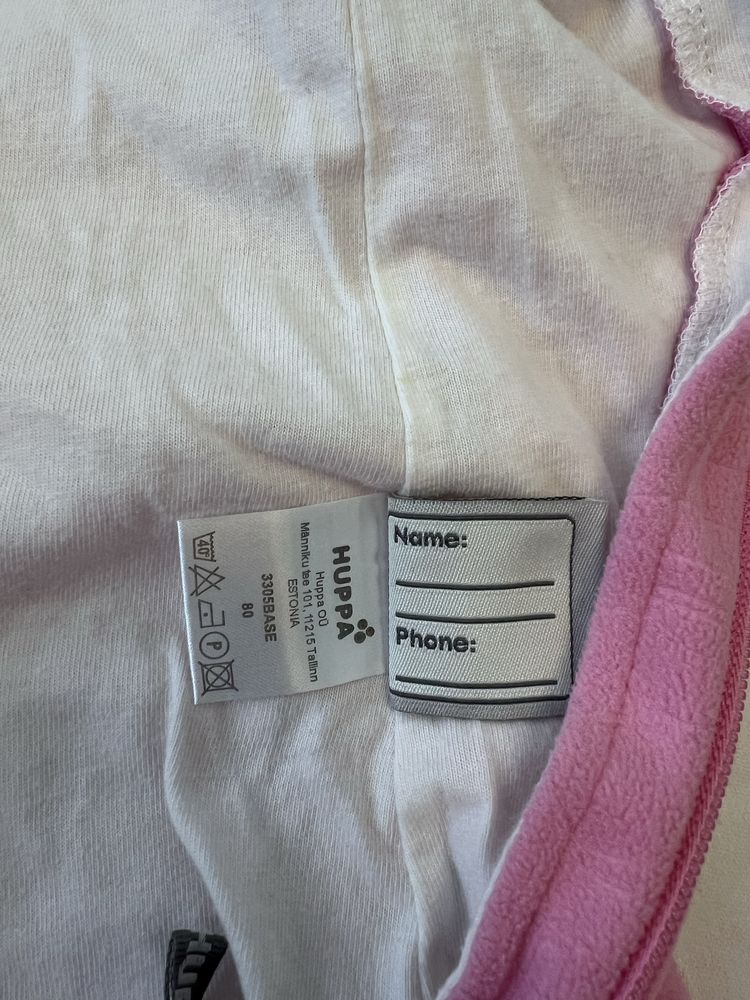 HUPPA
Huppa OÜ
Männiku tee 101, 11215 Tallinn
ESTONIA
3305BASE
80
40°
P
Name:
Phone: